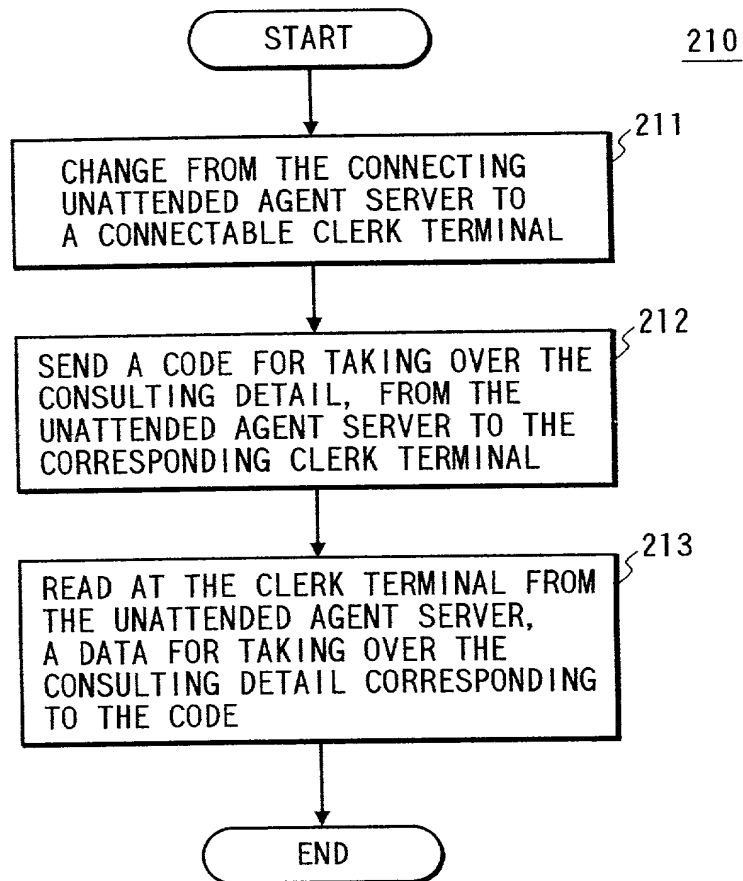 START
210
211
CHANGE FROM THE CONNECTING
UNATTENDED AGENT SERVER TO
A CONNECTABLE CLERK TERMINAL
212
SEND A CODE FOR TAKING OVER THE
CONSULTING DETAIL, FROM THE
UNATTENDED AGENT SERVER TO THE
CORRESPONDING CLERK TERMINAL
213
READ AT THE CLERK TERMINAL FROM
THE UNATTENDED AGENT SERVER,
A DATA FOR TAKING OVER THE
CONSULTING DETAIL CORRESPONDING
TO THE CODE
END